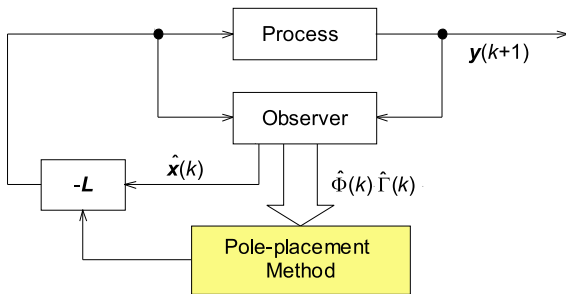 Process
y(k+1)
Observer
x̂(k)
-L
Φ̂(k) Γ̂(k)
Pole-placement
Method